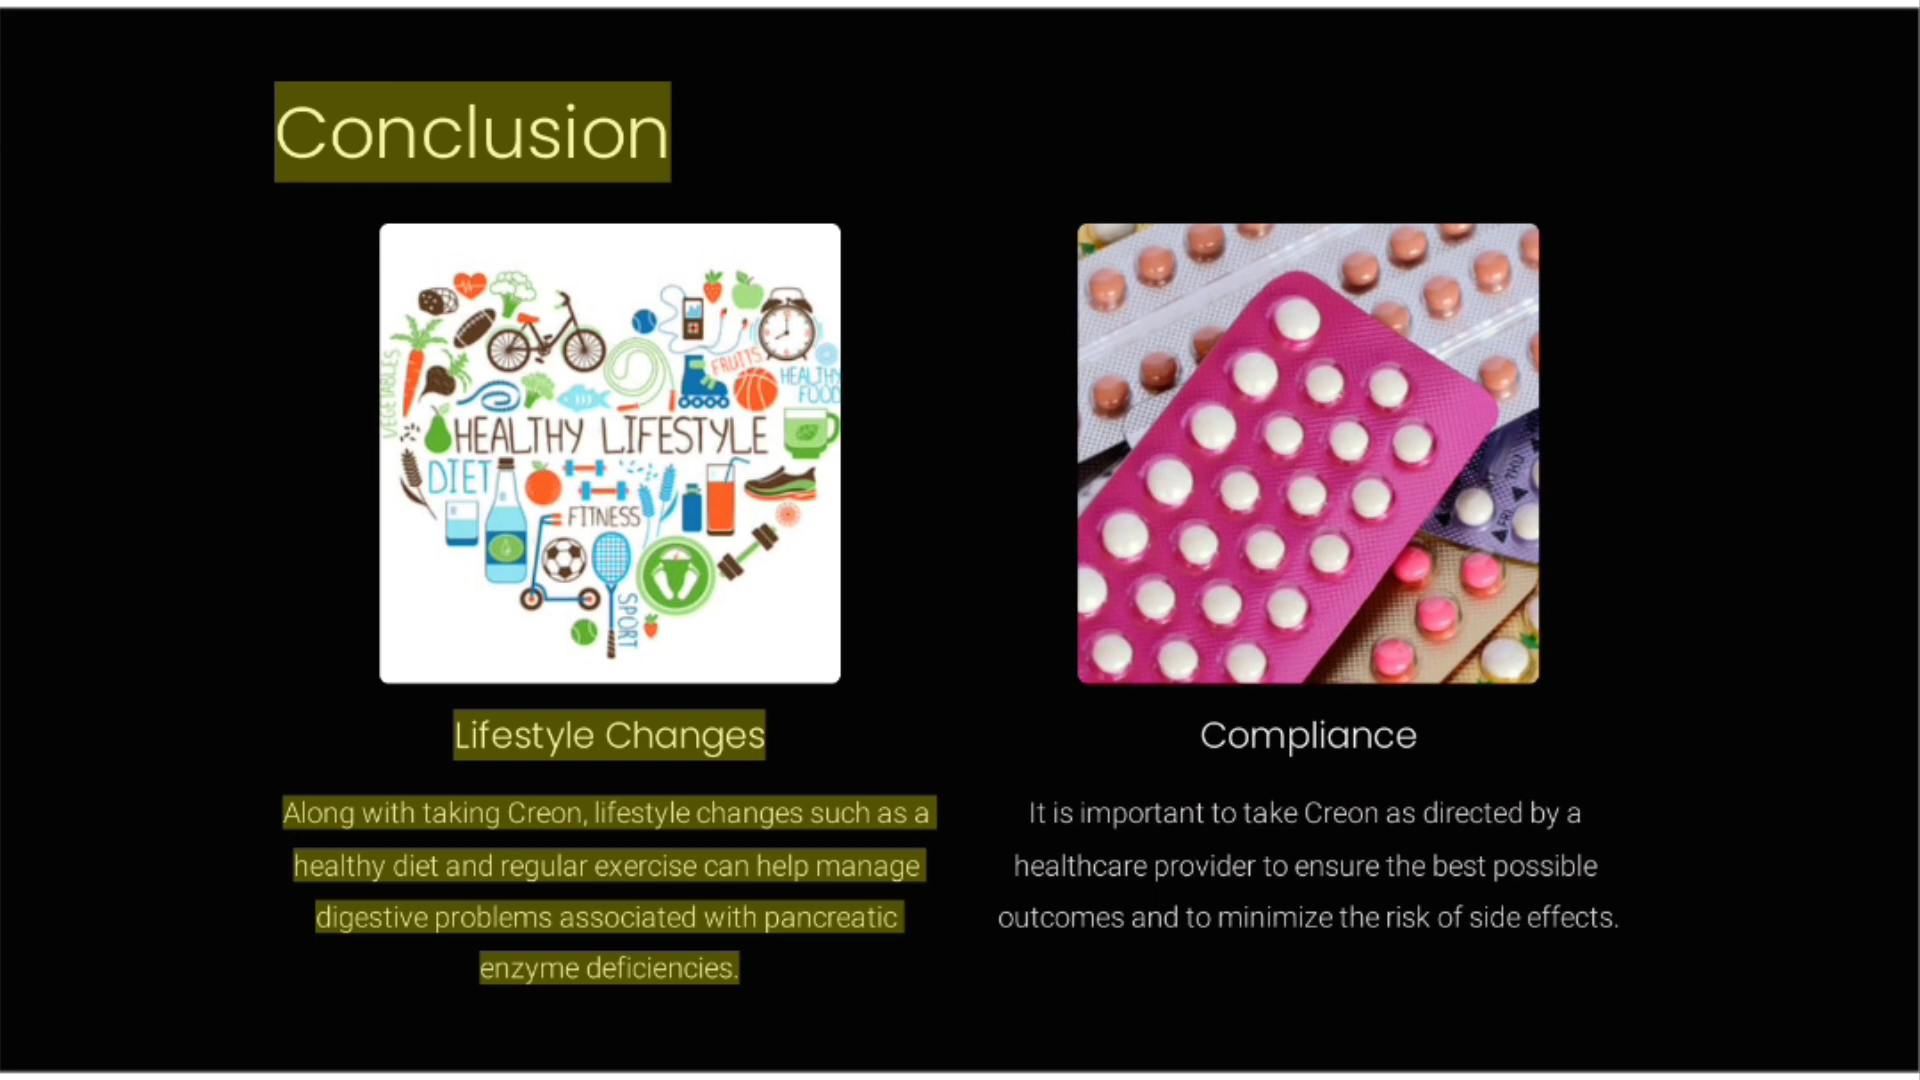 Conclusion
VEGETABLES
FRUITS
HEALTHY
FOOD
HEALTHY LIFESTYLE
DIET
FITNESS
SPORT
THU
FRI
Lifestyle Changes
Along with taking Creon, lifestyle changes such as a
healthy diet and regular exercise can help manage
digestive problems associated with pancreatic
enzyme deficiencies.
Compliance
It is important to take Creon as directed by a
healthcare provider to ensure the best possible
outcomes and to minimize the risk of side effects.